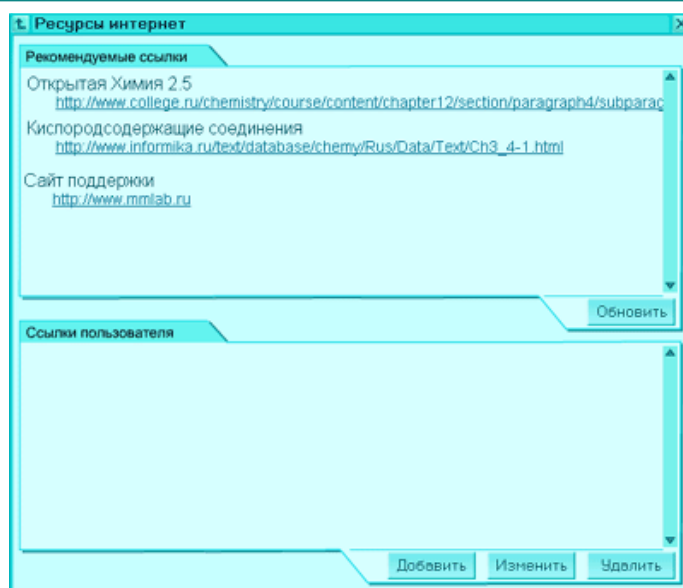 Ресурсы интернет
Рекомендуемые ссылки
Открытая Химия 2.5
http://www.college.ru/chemistry/course/content/chapter12/section/paragraph4/subparag
Кислородсодержащие соединения
http://www.informika.ru/text/database/chemy/Rus/Data/Text/Ch3_4-1.html
Сайт поддержки
http://www.mmlab.ru
Обновить
Ссылки пользователя
Добавить Изменить Удалить